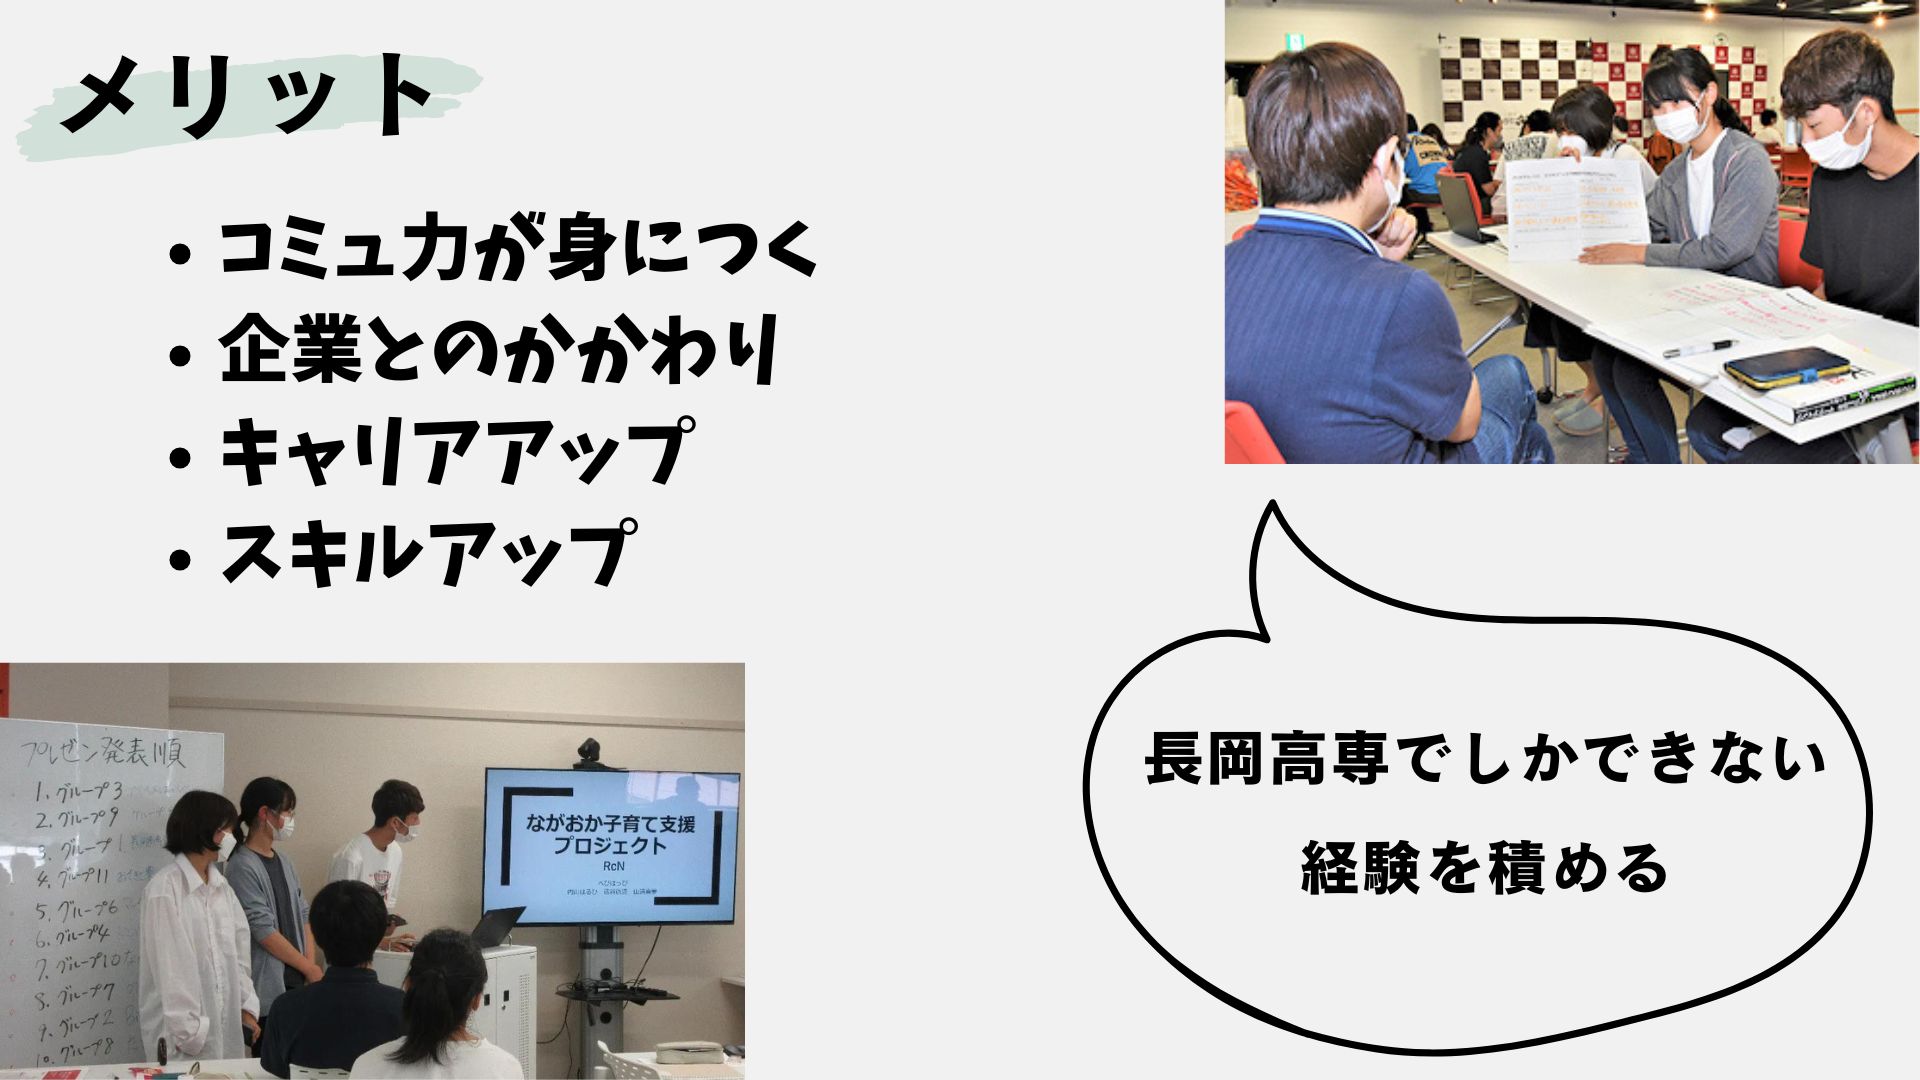 メリット
コミュ力が身につく
企業とのかかわり
キャリアアップ
スキルアップ
長岡高専でしかできない
経験を積める
プレゼン発表順
1. グループ3
2. グループ9
3. グループ1
4. グループ11
5. グループ6
6. グループ4
7. グループ10
8. グループ7
9. グループ2
10. グループ8
ながおか子育て支援
プロジェクト
RcN